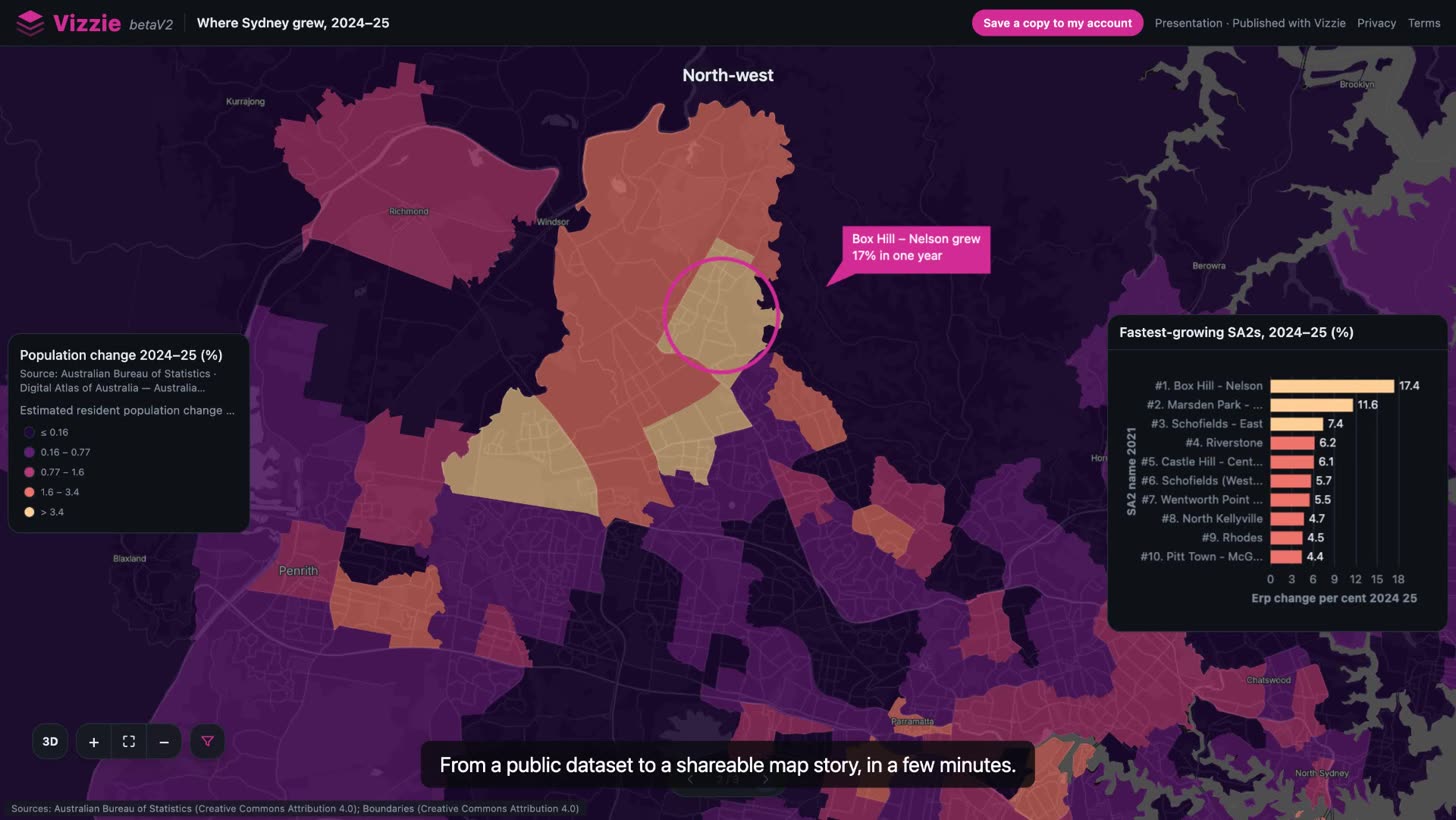 Vizzie betaV2
Where Sydney grew, 2024–25
Save a copy to my account
Presentation · Published with Vizzie
Privacy
Terms
North-west
Kurrajong
Brooklyn
Richmond
Windsor
Box Hill – Nelson grew
17% in one year
Berowra
Population change 2024–25 (%)
Source: Australian Bureau of Statistics ·
Digital Atlas of Australia — Australia...
Estimated resident population change ...
≤ 0.16
0.16 – 0.77
0.77 – 1.6
1.6 – 3.4
> 3.4
Fastest-growing SA2s, 2024–25 (%)
SA2 name 2021
#1. Box Hill - Nelson 17.4
#2. Marsden Park - ... 11.6
#3. Schofields - East 7.4
#4. Riverstone 6.2
#5. Castle Hill - Cent... 6.1
#6. Schofields (West... 5.7
#7. Wentworth Point ... 5.5
#8. North Kellyville 4.7
#9. Rhodes 4.5
#10. Pitt Town - McG... 4.4
0 3 6 9 12 15 18
Erp change per cent 2024 25
Hor
Blaxland
Penrith
Chatswood
Parramatta
North Sydney
3D
From a public dataset to a shareable map story, in a few minutes.
Sources: Australian Bureau of Statistics (Creative Commons Attribution 4.0); Boundaries (Creative Commons Attribution 4.0)